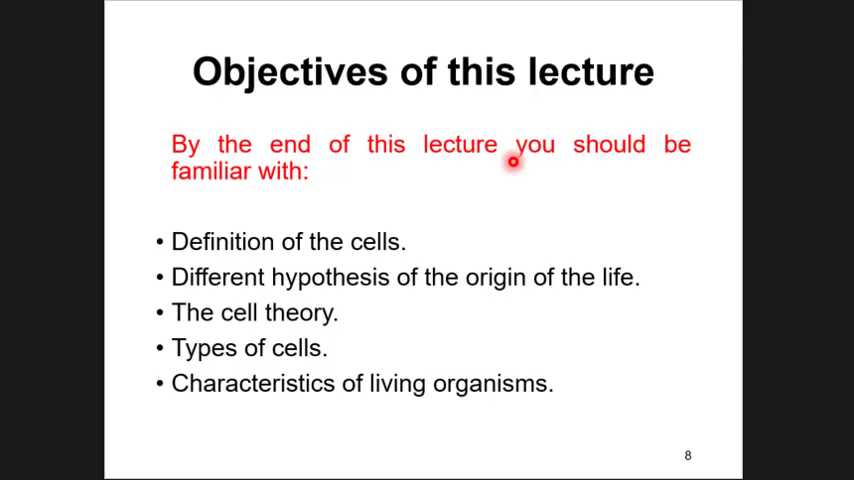 Objectives of this lecture
By the end of this lecture you should be
familiar with:
• Definition of the cells.
• Different hypothesis of the origin of the life.
• The cell theory.
• Types of cells.
• Characteristics of living organisms.
8